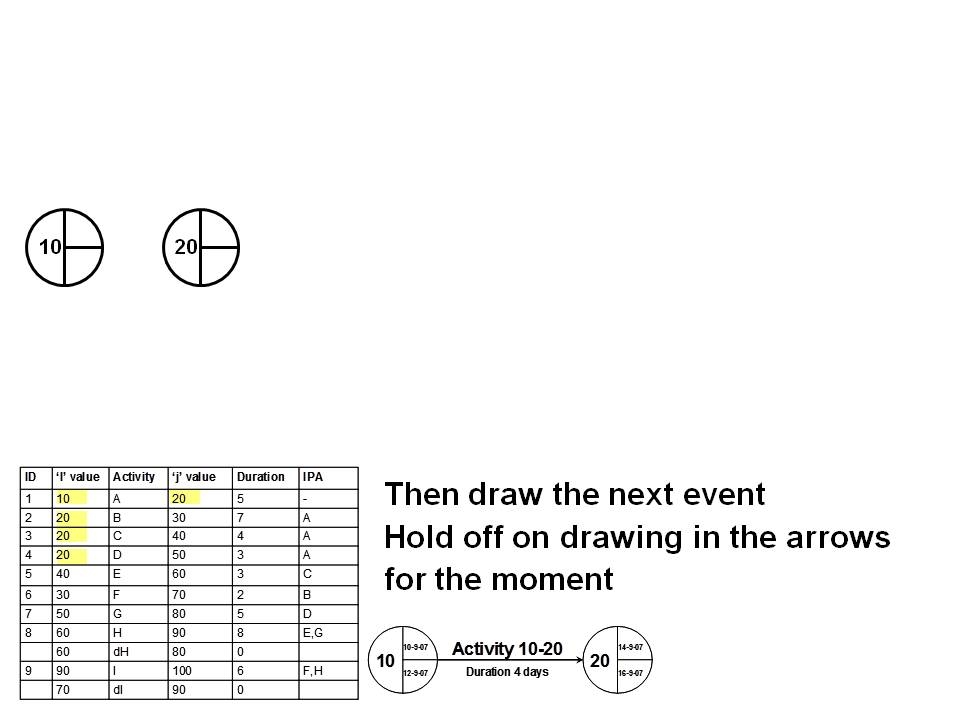 10 20
ID 'I' value Activity 'j' value Duration IPA
1 10 A 20 5 -
2 20 B 30 7 A
3 20 C 40 4 A
4 20 D 50 3 A
5 40 E 60 3 C
6 30 F 70 2 B
7 50 G 80 5 D
8 60 H 90 8 E,G
60 dH 80 0
9 90 I 100 6 F,H
70 dI 90 0
Then draw the next event
Hold off on drawing in the arrows
for the moment
10 10-9-07 12-9-07
Activity 10-20
Duration 4 days
20 14-9-07 16-9-07